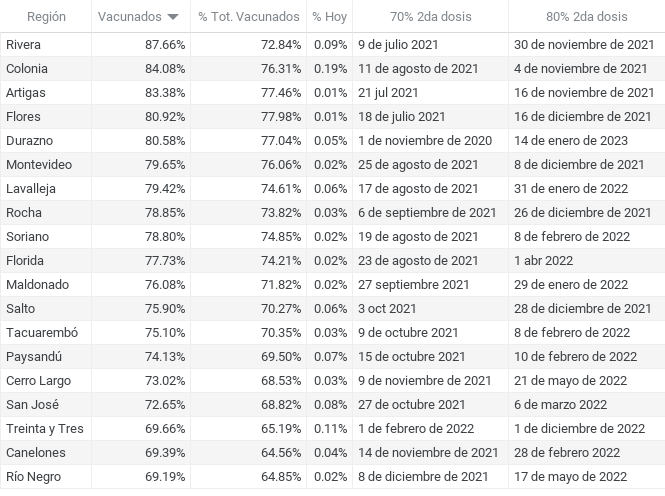 Región Vacunados % Tot. Vacunados % Hoy 70% 2da dosis 80% 2da dosis
Rivera 87.66% 72.84% 0.09% 9 de julio 2021 30 de noviembre de 2021
Colonia 84.08% 76.31% 0.19% 11 de agosto de 2021 4 de noviembre de 2021
Artigas 83.38% 77.46% 0.01% 21 jul 2021 16 de noviembre de 2021
Flores 80.92% 77.98% 0.01% 18 de julio 2021 16 de diciembre de 2021
Durazno 80.58% 77.04% 0.05% 1 de noviembre de 2020 14 de enero de 2023
Montevideo 79.65% 76.06% 0.02% 25 de agosto de 2021 8 de diciembre de 2021
Lavalleja 79.42% 74.61% 0.06% 17 de agosto de 2021 31 de enero de 2022
Rocha 78.85% 73.82% 0.03% 6 de septiembre de 2021 26 de diciembre de 2021
Soriano 78.80% 74.85% 0.02% 19 de agosto de 2021 8 de febrero de 2022
Florida 77.73% 74.21% 0.02% 23 de agosto de 2021 1 abr 2022
Maldonado 76.08% 71.82% 0.02% 27 septiembre 2021 29 de enero de 2022
Salto 75.90% 70.27% 0.06% 3 oct 2021 28 de diciembre de 2021
Tacuarembó 75.10% 70.35% 0.03% 9 de octubre 2021 8 de febrero de 2022
Paysandú 74.13% 69.50% 0.07% 15 de octubre 2021 10 de febrero de 2022
Cerro Largo 73.02% 68.53% 0.03% 9 de noviembre de 2021 21 de mayo de 2022
San José 72.65% 68.82% 0.08% 27 de octubre 2021 6 de marzo 2022
Treinta y Tres 69.66% 65.19% 0.11% 1 de febrero de 2022 1 de diciembre de 2022
Canelones 69.39% 64.56% 0.04% 14 de noviembre de 2021 28 de febrero 2022
Río Negro 69.19% 64.85% 0.02% 8 de diciembre de 2021 17 de mayo de 2022